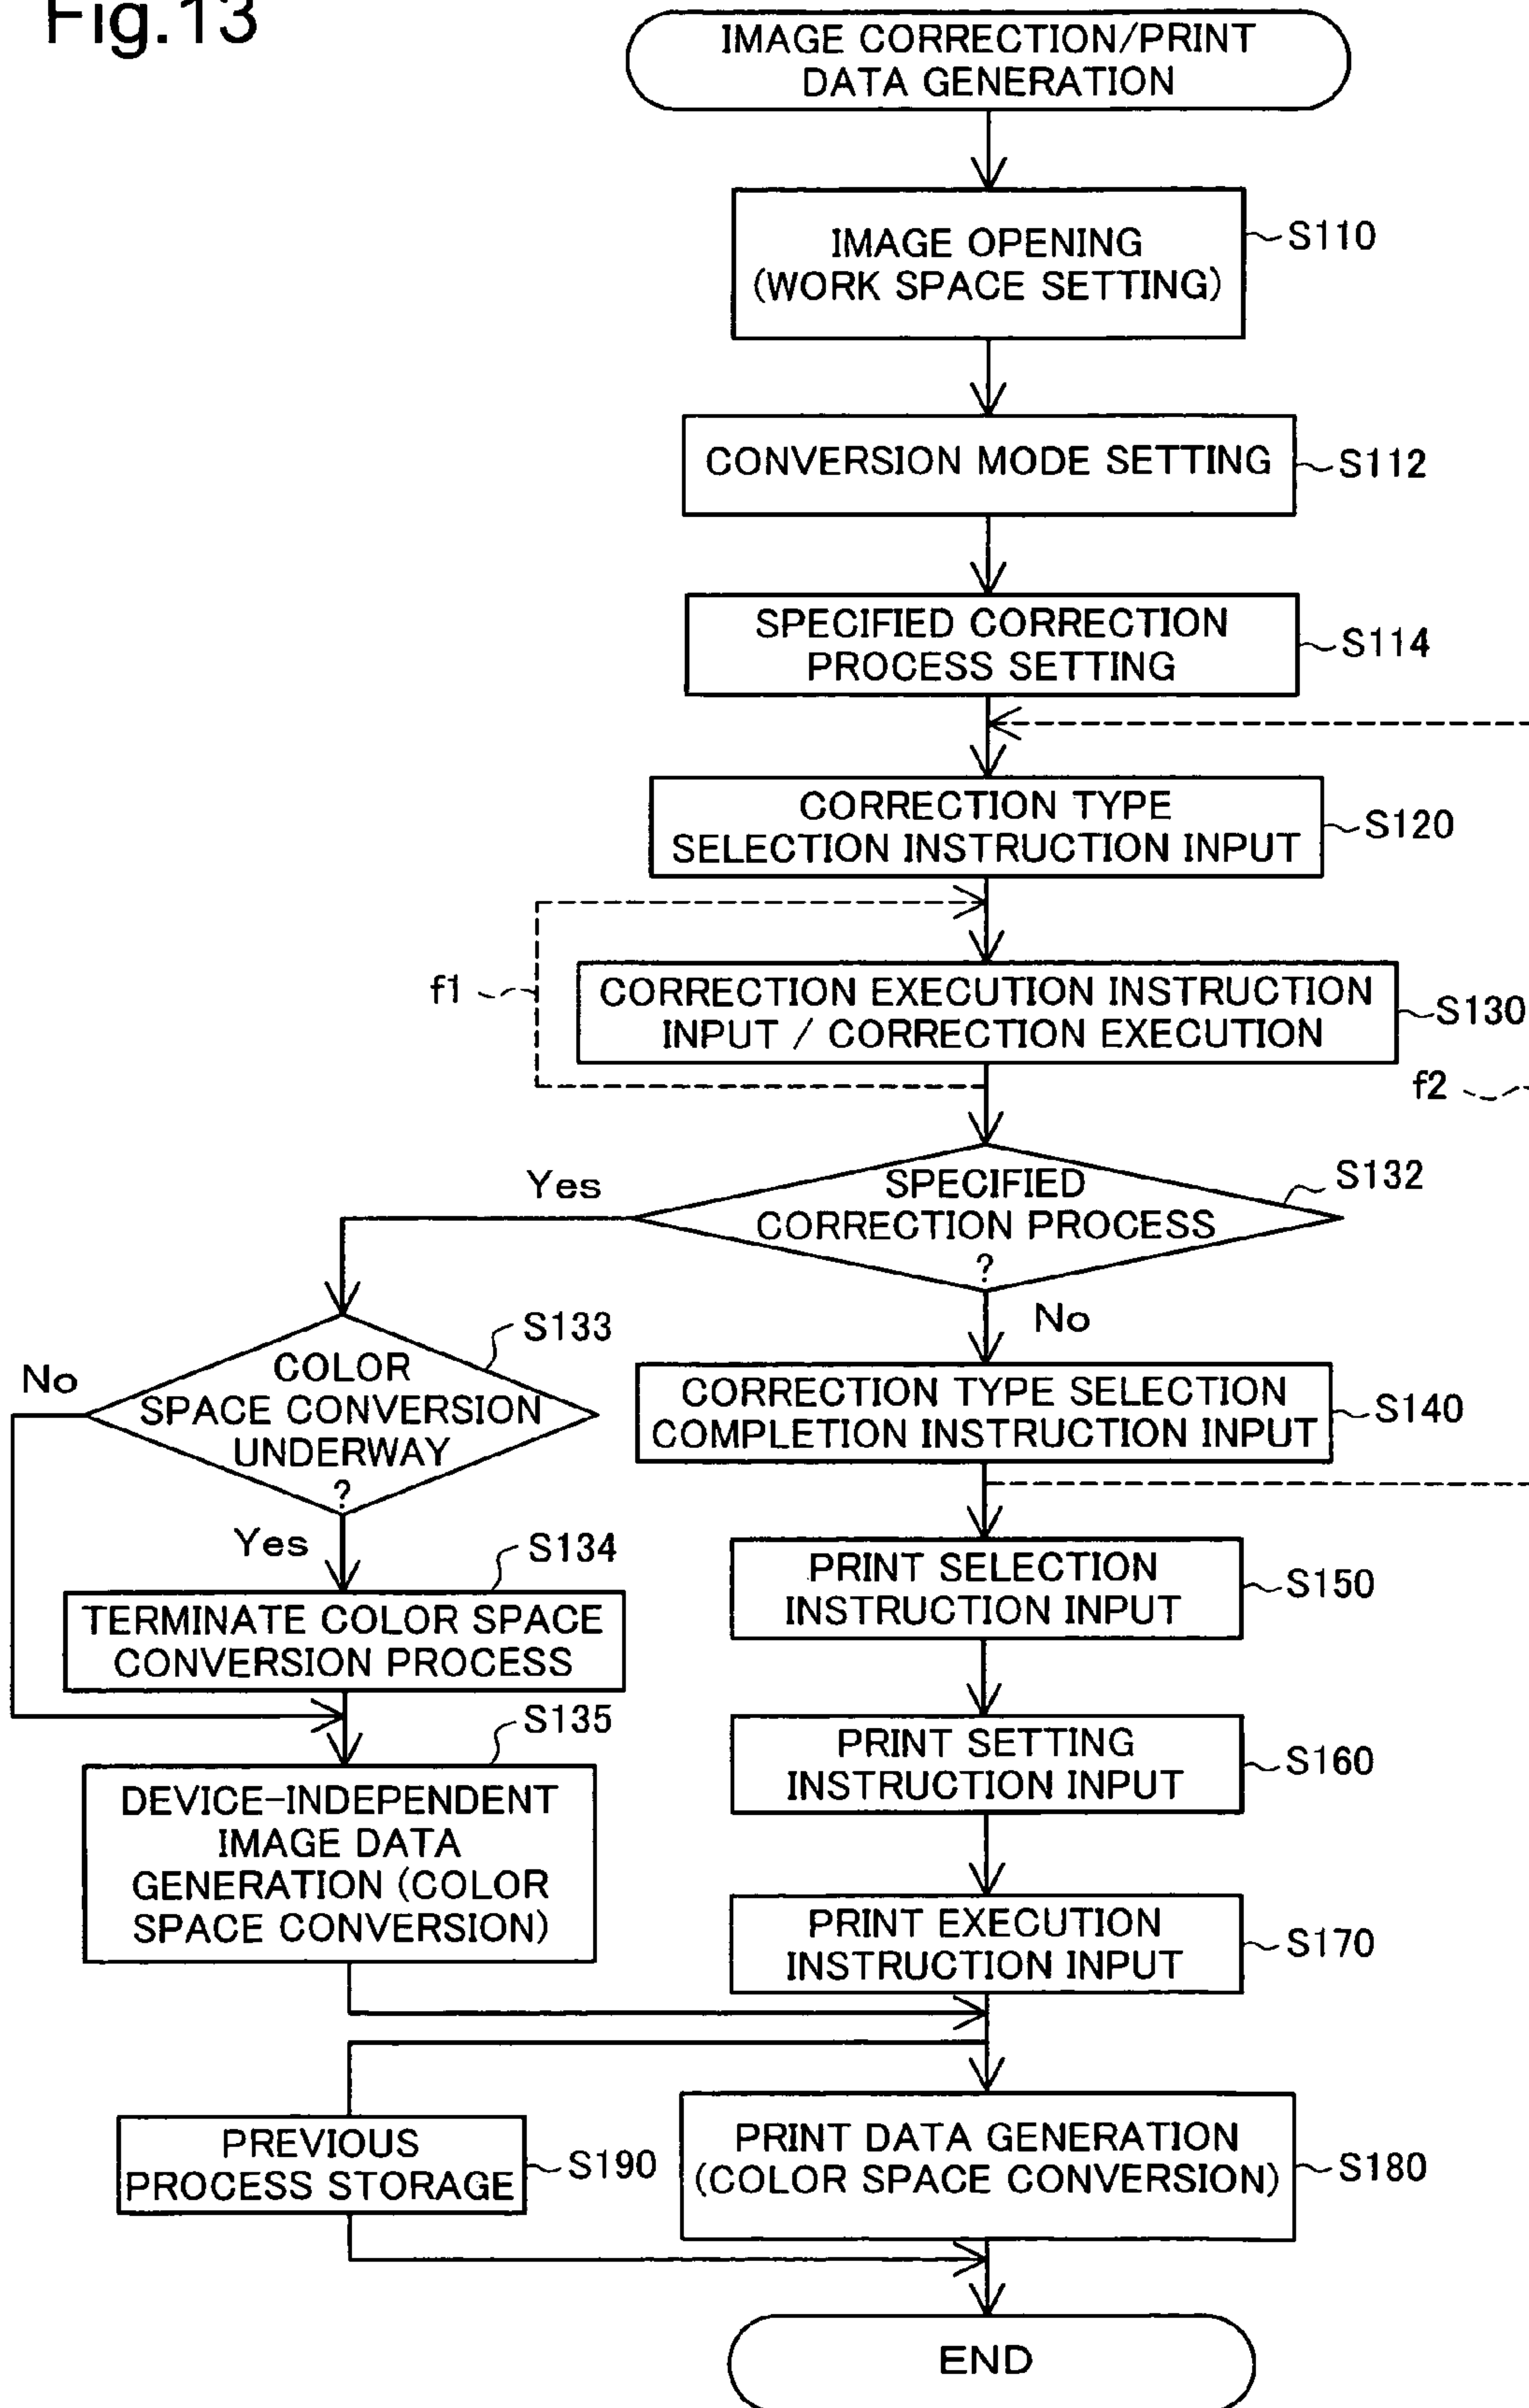 Fig.13
IMAGE CORRECTION/PRINT
DATA GENERATION
IMAGE OPENING
(WORK SPACE SETTING)
S110
CONVERSION MODE SETTING
S112
SPECIFIED CORRECTION
PROCESS SETTING
S114
CORRECTION TYPE
SELECTION INSTRUCTION INPUT
S120
f1
CORRECTION EXECUTION INSTRUCTION
INPUT / CORRECTION EXECUTION
S130
f2
Yes
SPECIFIED
CORRECTION PROCESS
?
S132
No
S133
No
COLOR
SPACE CONVERSION
UNDERWAY
?
Yes
CORRECTION TYPE SELECTION
COMPLETION INSTRUCTION INPUT
S140
S134
TERMINATE COLOR SPACE
CONVERSION PROCESS
PRINT SELECTION
INSTRUCTION INPUT
S150
S135
DEVICE-INDEPENDENT
IMAGE DATA
GENERATION (COLOR
SPACE CONVERSION)
PRINT SETTING
INSTRUCTION INPUT
S160
PRINT EXECUTION
INSTRUCTION INPUT
S170
PREVIOUS
PROCESS STORAGE
S190
PRINT DATA GENERATION
(COLOR SPACE CONVERSION)
S180
END